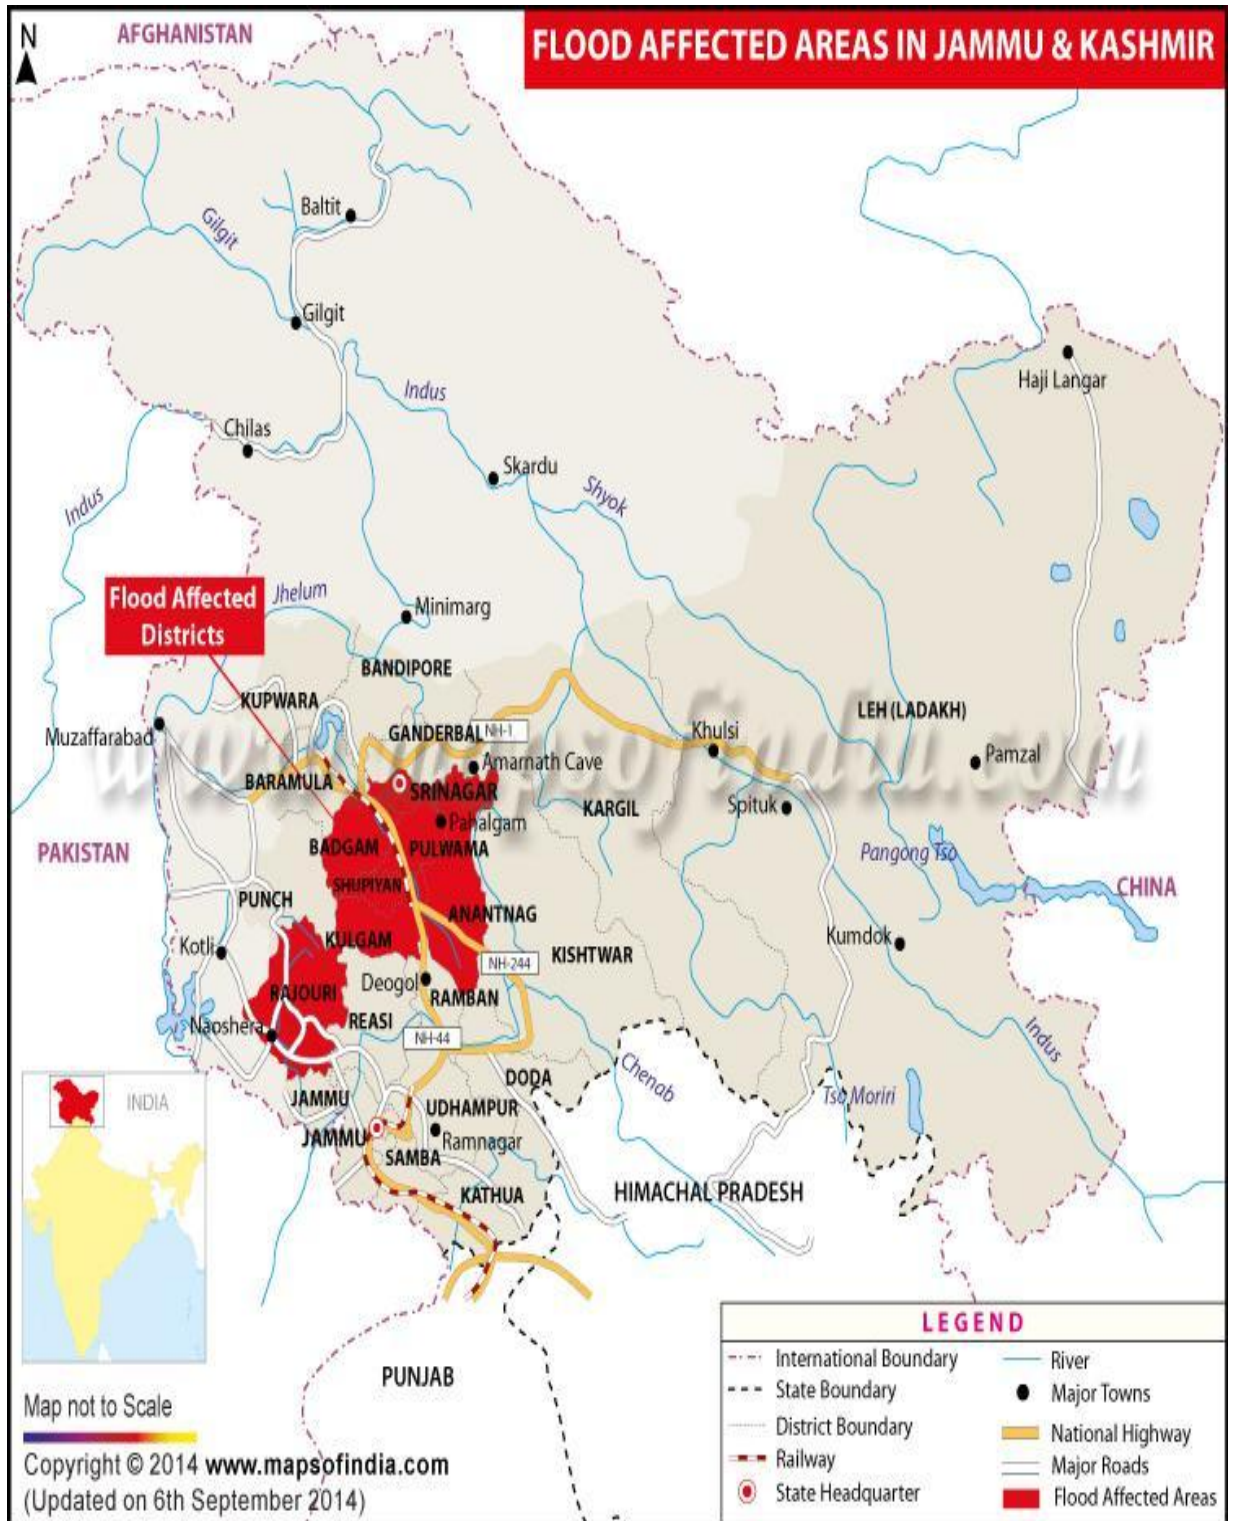 N
AFGHANISTAN
FLOOD AFFECTED AREAS IN JAMMU & KASHMIR
Baltit
Gilgit
Gilgit
Haji Langar
Indus
Chilas
Skardu
Shyok
Indus
Flood Affected
Districts
Jhelum
Minimarg
BANDIPORE
KUPWARA
LEH (LADAKH)
GANDERBAL
NH-1
Khulsi
Muzaffarabad
Pamzal
www.mapsofindia.com
Amarnath Cave
BARAMULA
SRINAGAR
KARGIL
Spituk
Pahalgam
PAKISTAN
BADGAM
PULWAMA
Pangong Tso
SHUPIYAN
CHINA
PUNCH
ANANTNAG
Kotli
KULGAM
Kumdok
KISHTWAR
NH-244
Deogol
RAJOURI
RAMBAN
REASI
Naoshera
NH-44
Indus
Chenab
DODA
INDIA
JAMMU
UDHAMPUR
Tso Moriri
JAMMU
Ramnagar
SAMBA
KATHUA
HIMACHAL PRADESH
PUNJAB
LEGEND
International Boundary
State Boundary
District Boundary
Railway
State Headquarter
River
Major Towns
National Highway
Major Roads
Flood Affected Areas
Map not to Scale
Copyright © 2014 www.mapsofindia.com
(Updated on 6th September 2014)